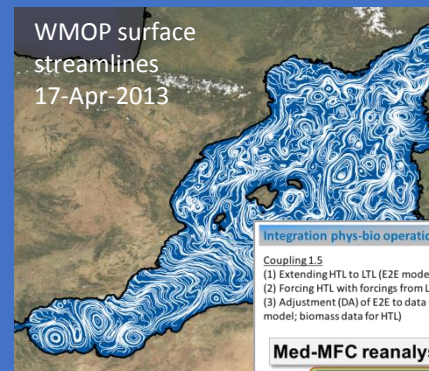 WMOP surface
streamlines
17-Apr-2013
Integration phys-bio operatio
Coupling 1.5
(1) Extending HTL to LTL (E2E mode
(2) Forcing HTL with forcings from L
(3) Adjustment (DA) of E2E to data
model; biomass data for HTL)
Med-MFC reanalys